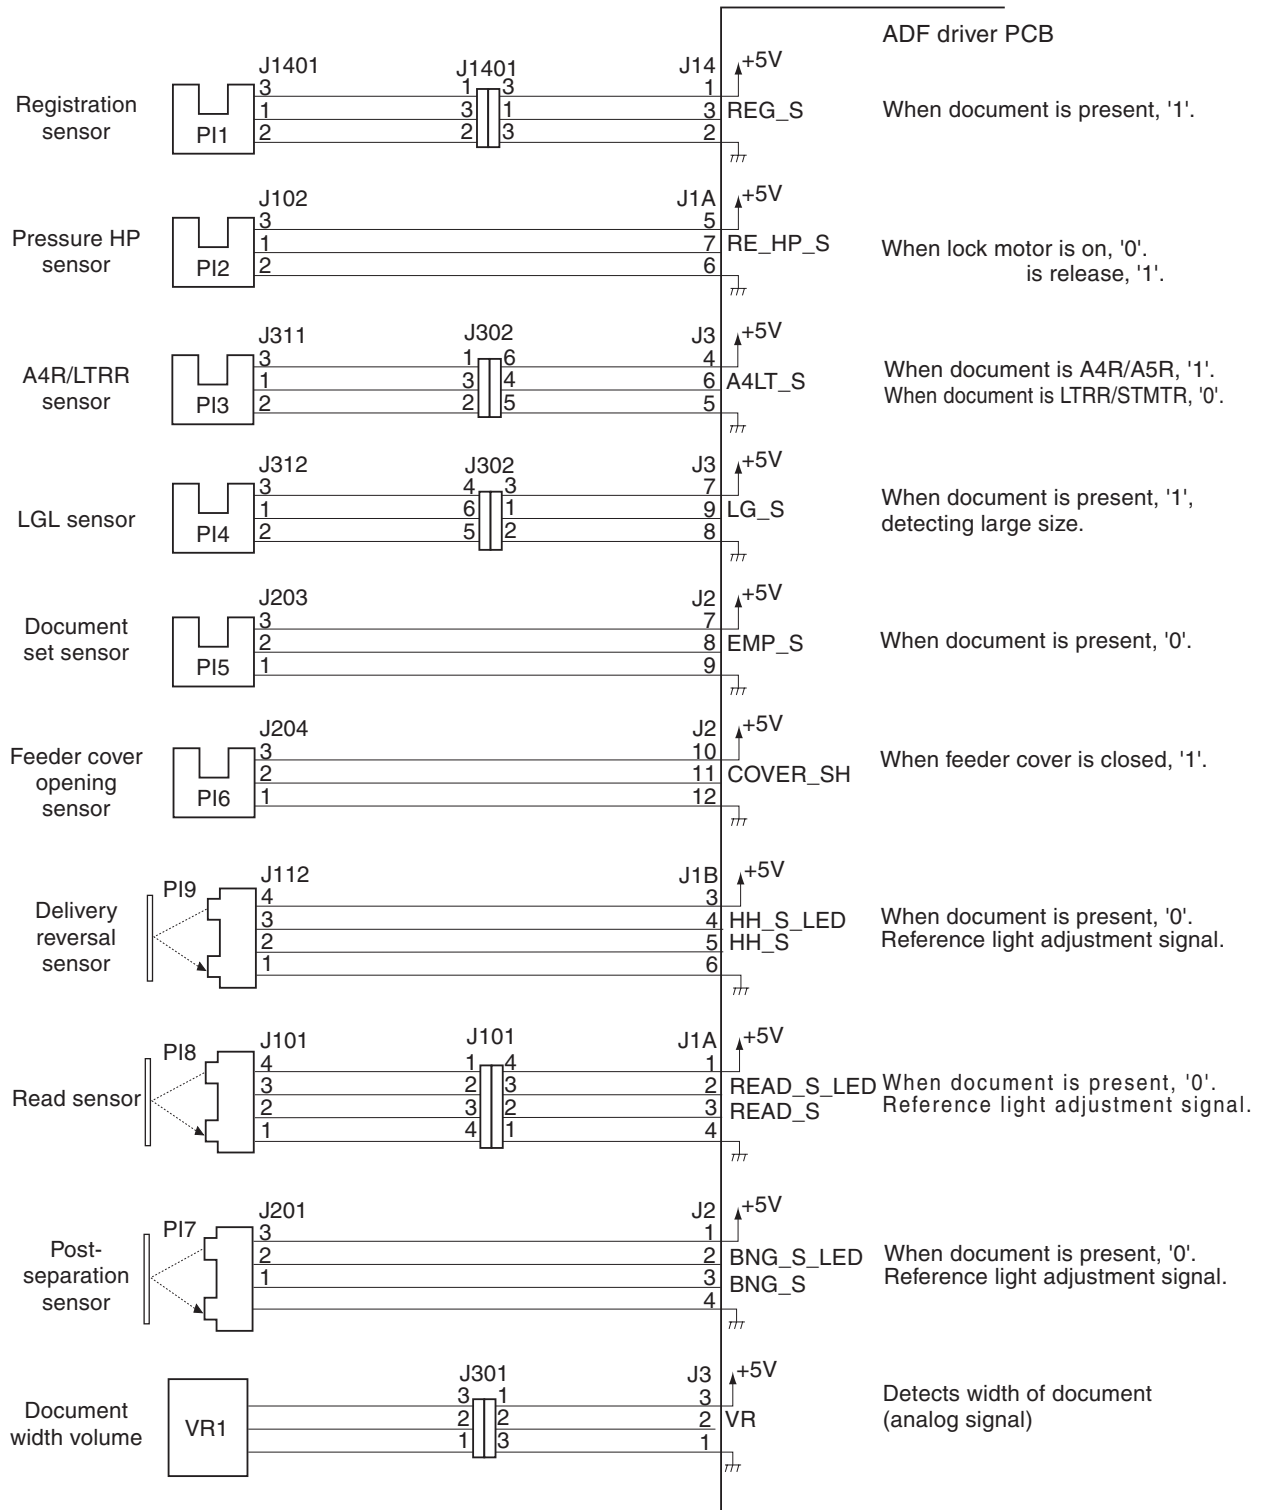 ADF driver PCB
J1401 J1401 J14 +5V
3 1 3 1
Registration
sensor
PI1
1 3 1 3 REG_S
2 2 3 2
When document is present, '1'.
J102 J1A +5V
3 5
Pressure HP
sensor
PI2
1 7 RE_HP_S
2 6
When lock motor is on, '0'.
is release, '1'.
J311 J302 J3 +5V
3 1 6 4
A4R/LTRR
sensor
PI3
1 3 4 6 A4LT_S
2 2 5 5
When document is A4R/A5R, '1'.
When document is LTRR/STMTR, '0'.
J312 J302 J3 +5V
3 4 3 7
LGL sensor
PI4
1 6 1 9 LG_S
2 5 2 8
When document is present, '1',
detecting large size.
J203 J2 +5V
3 7
Document
set sensor
PI5
2 8 EMP_S
1 9
When document is present, '0'.
J204 J2 +5V
3 10
Feeder cover
opening
sensor
PI6
2 11 COVER_SH
1 12
When feeder cover is closed, '1'.
PI9 J112 J1B +5V
4 3
Delivery
reversal
sensor
3 4 HH_S_LED
2 5 HH_S
1 6
When document is present, '0'.
Reference light adjustment signal.
PI8 J101 J101 J1A +5V
4 1 4 1
Read sensor
3 2 3 2 READ_S_LED
2 3 2 3 READ_S
1 4 1 4
When document is present, '0'.
Reference light adjustment signal.
PI7 J201 J2 +5V
3 1
Post-
separation
sensor
2 2 BNG_S_LED
1 3 BNG_S
4
When document is present, '0'.
Reference light adjustment signal.
J301 J3 +5V
3 1 3
Document
width volume
VR1
2 2 2 VR
1 3 1
Detects width of document
(analog signal)